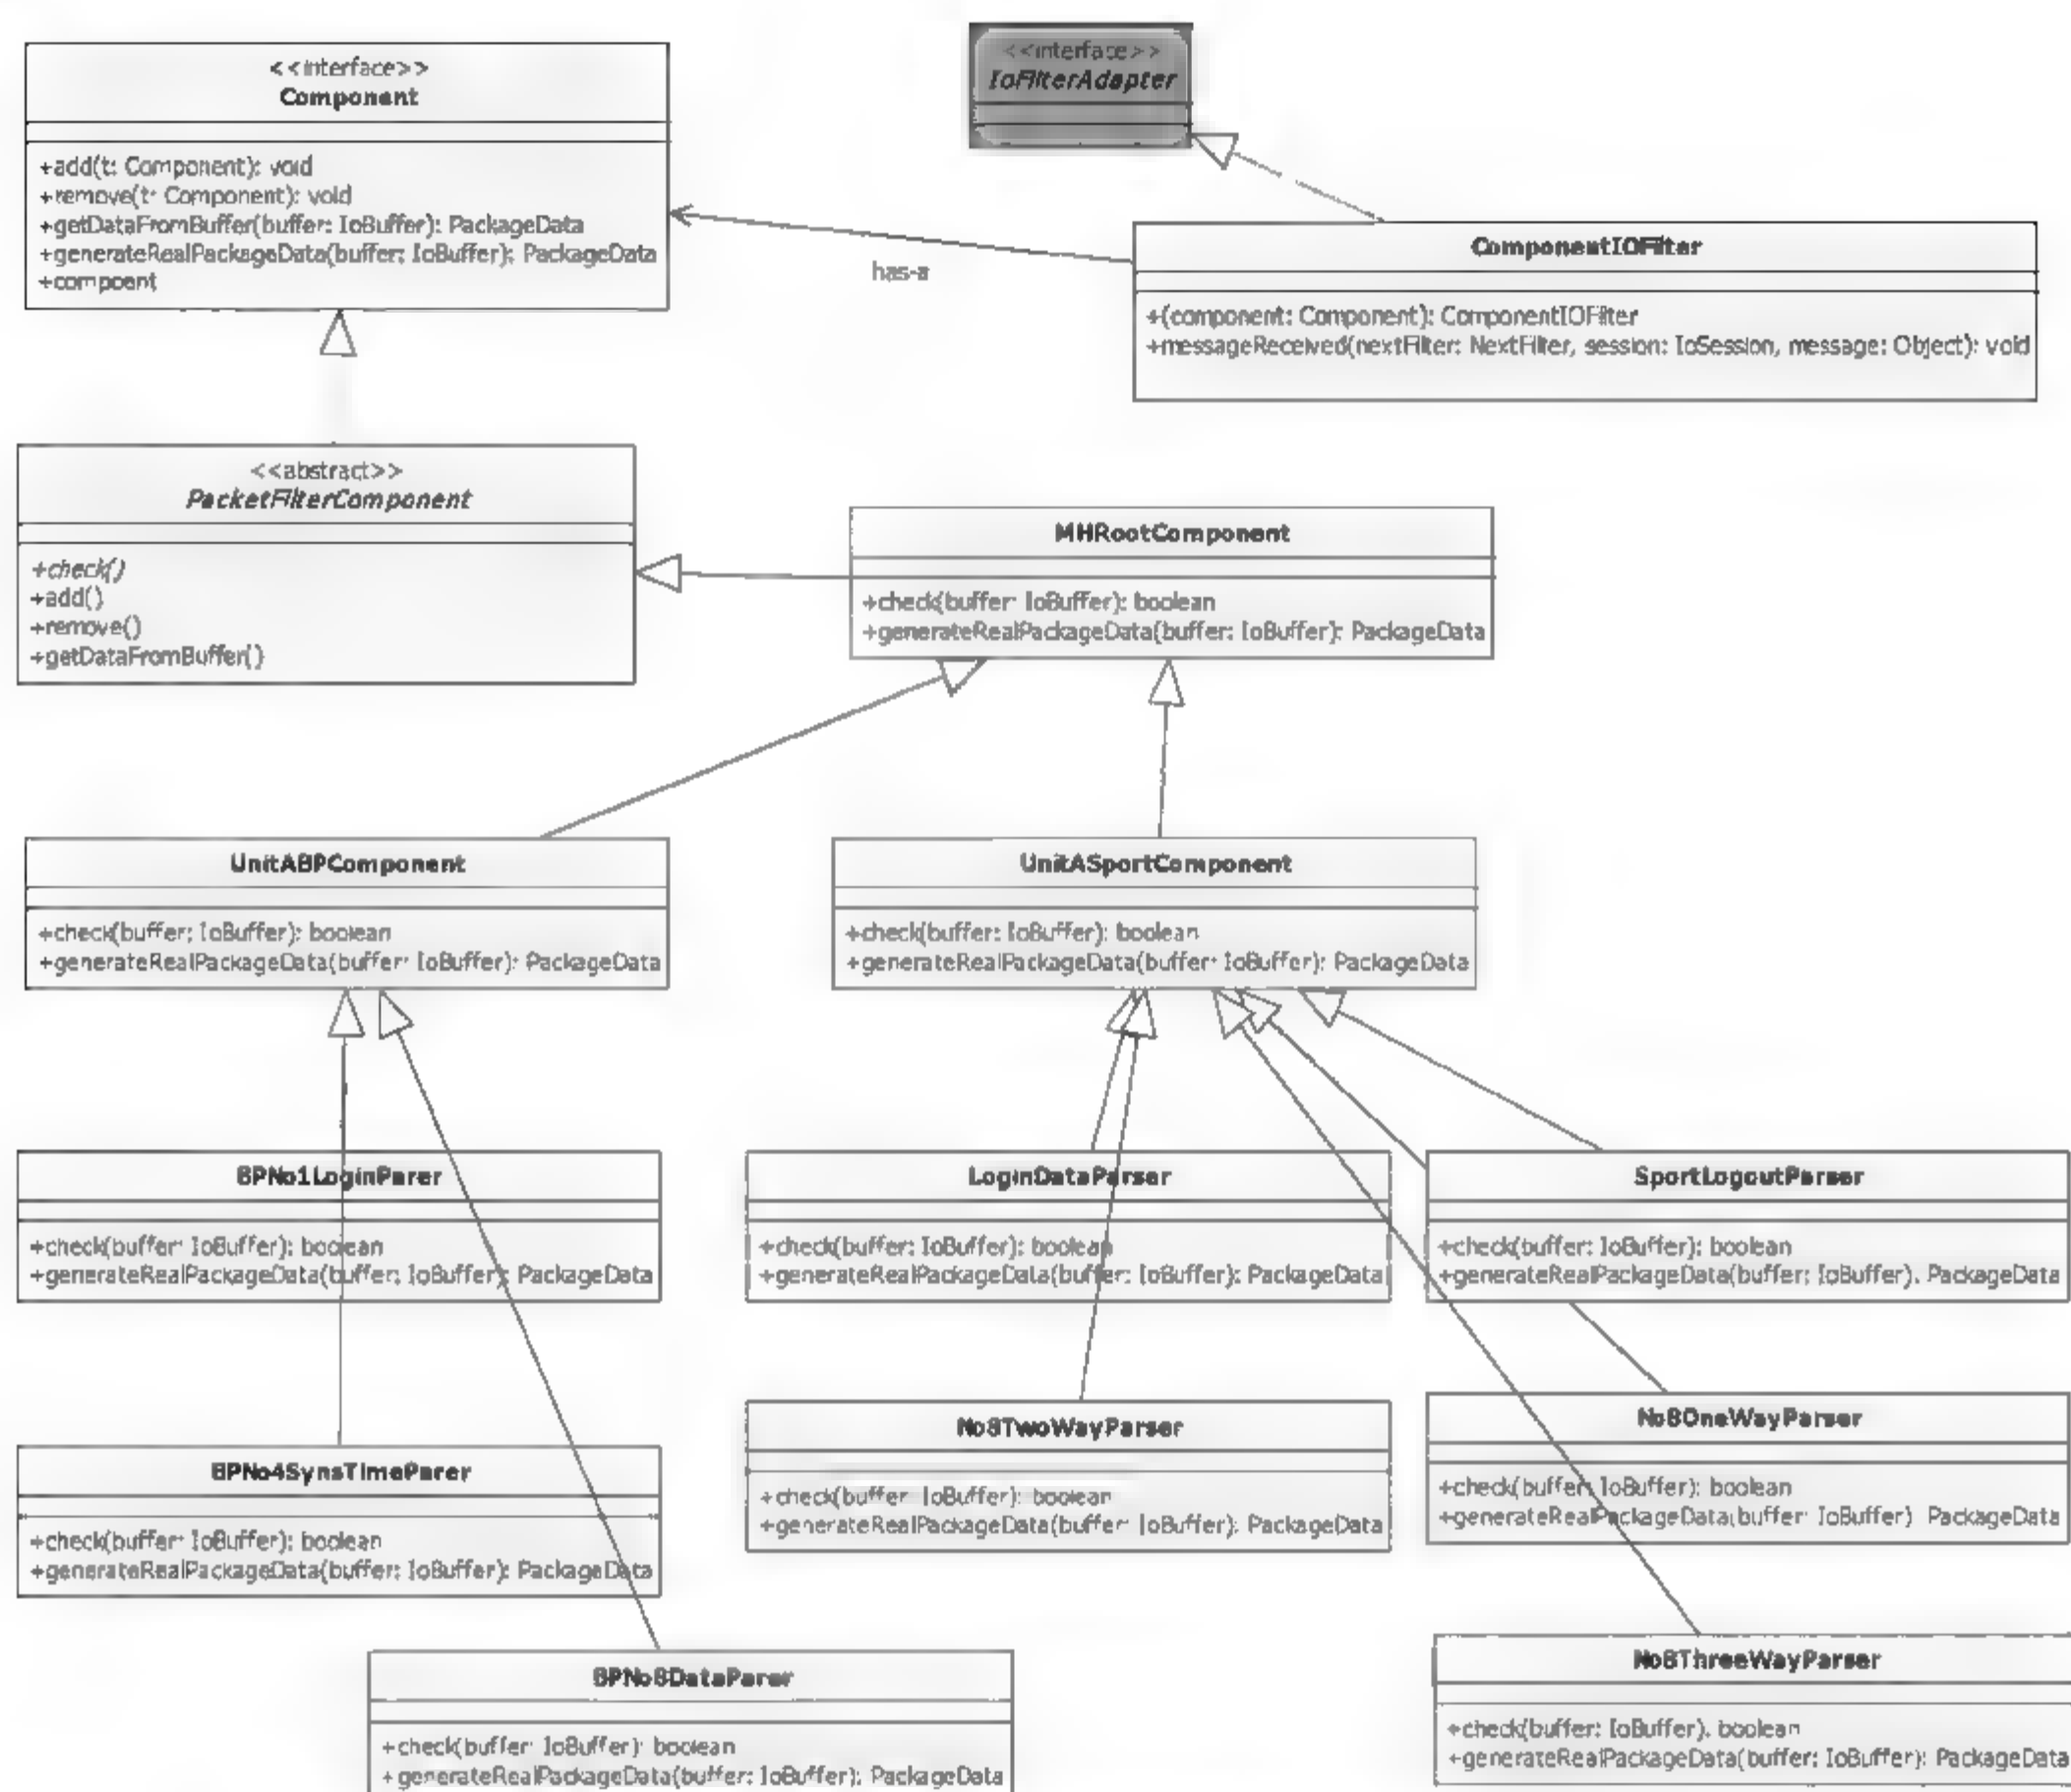 <<interface>>
Component
+add(t: Component): void
+remove(t: Component): void
+getDataFromBuffer(buffer: IoBuffer): PackageData
+generateRealPackageData(buffer: IoBuffer): PackageData
+compoent
<<interface>>
IoFilterAdapter
has-a
ComponentIOFilter
+(component: Component): ComponentIOFilter
+messageReceived(nextFilter: NextFilter, session: IoSession, message: Object): void
<<abstract>>
PacketFilterComponent
+check()
+add()
+remove()
+getDataFromBuffer()
MHRootComponent
+check(buffer: IoBuffer): boolean
+generateRealPackageData(buffer: IoBuffer): PackageData
UnitABPComponent
+check(buffer: IoBuffer): boolean
+generateRealPackageData(buffer: IoBuffer): PackageData
UnitASportComponent
+check(buffer: IoBuffer): boolean
+generateRealPackageData(buffer: IoBuffer): PackageData
BPNo1LoginParer
+check(buffer: IoBuffer): boolean
+generateRealPackageData(buffer: IoBuffer): PackageData
LoginDataParser
+check(buffer: IoBuffer): boolean
+generateRealPackageData(buffer: IoBuffer): PackageData
SportLogoutParser
+check(buffer: IoBuffer): boolean
+generateRealPackageData(buffer: IoBuffer): PackageData
No8TwoWayParser
+check(buffer: IoBuffer): boolean
+generateRealPackageData(buffer: IoBuffer): PackageData
No8OneWayParser
+check(buffer: IoBuffer): boolean
+generateRealPackageData(buffer: IoBuffer): PackageData
BPNo4SynsTimeParer
+check(buffer: IoBuffer): boolean
+generateRealPackageData(buffer: IoBuffer): PackageData
BPNo8DataParer
+check(buffer: IoBuffer): boolean
+generateRealPackageData(buffer: IoBuffer): PackageData
No8ThreeWayParser
+check(buffer: IoBuffer): boolean
+generateRealPackageData(buffer: IoBuffer): PackageData